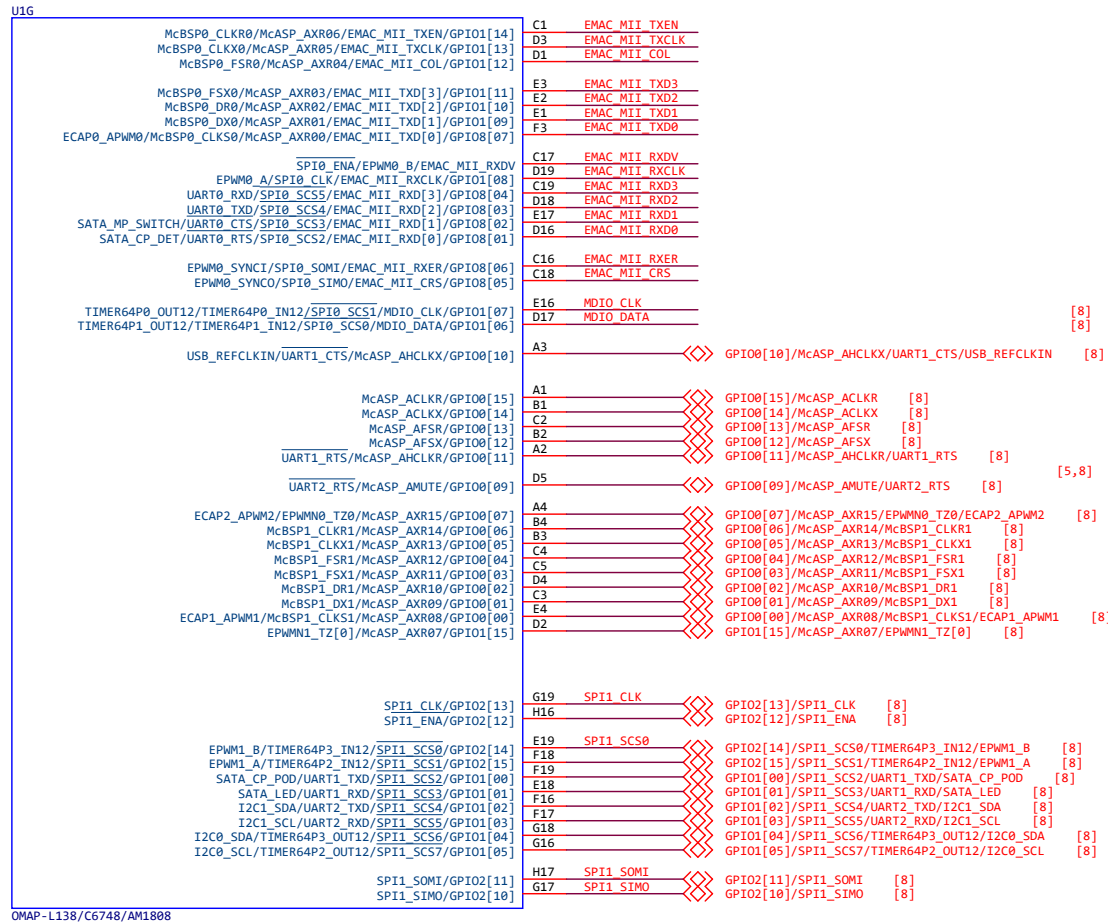 U1G
McBSP0_CLKR0/McASP_AXR06/EMAC_MII_TXEN/GPIO1[14] C1 EMAC_MII_TXEN
McBSP0_CLKX0/McASP_AXR05/EMAC_MII_TXCLK/GPIO1[13] D3 EMAC_MII_TXCLK
McBSP0_FSR0/McASP_AXR04/EMAC_MII_COL/GPIO1[12] D1 EMAC_MII_COL
McBSP0_FSX0/McASP_AXR03/EMAC_MII_TXD[3]/GPIO1[11] E3 EMAC_MII_TXD3
McBSP0_DR0/McASP_AXR02/EMAC_MII_TXD[2]/GPIO1[10] E2 EMAC_MII_TXD2
McBSP0_DX0/McASP_AXR01/EMAC_MII_TXD[1]/GPIO1[09] E1 EMAC_MII_TXD1
ECAP0_APWM0/McBSP0_CLKS0/McASP_AXR00/EMAC_MII_TXD[0]/GPIO8[07] F3 EMAC_MII_TXD0
SPI0_ENA/EPWM0_B/EMAC_MII_RXDV C17 EMAC_MII_RXDV
EPWM0_A/SPI0_CLK/EMAC_MII_RXCLK/GPIO1[08] D19 EMAC_MII_RXCLK
UART0_RXD/SPI0_SCS5/EMAC_MII_RXD[3]/GPIO8[04] C19 EMAC_MII_RXD3
UART0_TXD/SPI0_SCS4/EMAC_MII_RXD[2]/GPIO8[03] D18 EMAC_MII_RXD2
SATA_MP_SWITCH/UART0_CTS/SPI0_SCS3/EMAC_MII_RXD[1]/GPIO8[02] E17 EMAC_MII_RXD1
SATA_CP_DET/UART0_RTS/SPI0_SCS2/EMAC_MII_RXD[0]/GPIO8[01] D16 EMAC_MII_RXD0
EPWM0_SYNCI/SPI0_SOMI/EMAC_MII_RXER/GPIO8[06] C16 EMAC_MII_RXER
EPWM0_SYNCO/SPI0_SIMO/EMAC_MII_CRS/GPIO8[05] C18 EMAC_MII_CRS
TIMER64P0_OUT12/TIMER64P0_IN12/SPI0_SCS1/MDIO_CLK/GPIO1[07] E16 MDIO_CLK [8]
TIMER64P1_OUT12/TIMER64P1_IN12/SPI0_SCS0/MDIO_DATA/GPIO1[06] D17 MDIO_DATA [8]
USB_REFCLKIN/UART1_CTS/McASP_AHCLKX/GPIO0[10] A3 GPIO0[10]/McASP_AHCLKX/UART1_CTS/USB_REFCLKIN [8]
McASP_ACLKR/GPIO0[15] A1 GPIO0[15]/McASP_ACLKR [8]
McASP_ACLKX/GPIO0[14] B1 GPIO0[14]/McASP_ACLKX [8]
McASP_AFSR/GPIO0[13] C2 GPIO0[13]/McASP_AFSR [8]
McASP_AFSX/GPIO0[12] B2 GPIO0[12]/McASP_AFSX [8]
UART1_RTS/McASP_AHCLKR/GPIO0[11] A2 GPIO0[11]/McASP_AHCLKR/UART1_RTS [8]
[5,8]
UART2_RTS/McASP_AMUTE/GPIO0[09] D5 GPIO0[09]/McASP_AMUTE/UART2_RTS [8]
ECAP2_APWM2/EPWMN0_TZ0/McASP_AXR15/GPIO0[07] A4 GPIO0[07]/McASP_AXR15/EPWMN0_TZ0/ECAP2_APWM2 [8]
McBSP1_CLKR1/McASP_AXR14/GPIO0[06] B4 GPIO0[06]/McASP_AXR14/McBSP1_CLKR1 [8]
McBSP1_CLKX1/McASP_AXR13/GPIO0[05] B3 GPIO0[05]/McASP_AXR13/McBSP1_CLKX1 [8]
McBSP1_FSR1/McASP_AXR12/GPIO0[04] C4 GPIO0[04]/McASP_AXR12/McBSP1_FSR1 [8]
McBSP1_FSX1/McASP_AXR11/GPIO0[03] C5 GPIO0[03]/McASP_AXR11/McBSP1_FSX1 [8]
McBSP1_DR1/McASP_AXR10/GPIO0[02] D4 GPIO0[02]/McASP_AXR10/McBSP1_DR1 [8]
McBSP1_DX1/McASP_AXR09/GPIO0[01] C3 GPIO0[01]/McASP_AXR09/McBSP1_DX1 [8]
ECAP1_APWM1/McBSP1_CLKS1/McASP_AXR08/GPIO0[00] E4 GPIO0[00]/McASP_AXR08/McBSP1_CLKS1/ECAP1_APWM1 [8]
EPWMN1_TZ[0]/McASP_AXR07/GPIO1[15] D2 GPIO1[15]/McASP_AXR07/EPWMN1_TZ[0] [8]
SPI1_CLK/GPIO2[13] G19 SPI1_CLK GPIO2[13]/SPI1_CLK [8]
SPI1_ENA/GPIO2[12] H16 GPIO2[12]/SPI1_ENA [8]
EPWM1_B/TIMER64P3_IN12/SPI1_SCS0/GPIO2[14] E19 SPI1_SCS0 GPIO2[14]/SPI1_SCS0/TIMER64P3_IN12/EPWM1_B [8]
EPWM1_A/TIMER64P2_IN12/SPI1_SCS1/GPIO2[15] F18 GPIO2[15]/SPI1_SCS1/TIMER64P2_IN12/EPWM1_A [8]
SATA_CP_POD/UART1_TXD/SPI1_SCS2/GPIO1[00] F19 GPIO1[00]/SPI1_SCS2/UART1_TXD/SATA_CP_POD [8]
SATA_LED/UART1_RXD/SPI1_SCS3/GPIO1[01] E18 GPIO1[01]/SPI1_SCS3/UART1_RXD/SATA_LED [8]
I2C1_SDA/UART2_TXD/SPI1_SCS4/GPIO1[02] F16 GPIO1[02]/SPI1_SCS4/UART2_TXD/I2C1_SDA [8]
I2C1_SCL/UART2_RXD/SPI1_SCS5/GPIO1[03] F17 GPIO1[03]/SPI1_SCS5/UART2_RXD/I2C1_SCL [8]
I2C0_SDA/TIMER64P3_OUT12/SPI1_SCS6/GPIO1[04] G18 GPIO1[04]/SPI1_SCS6/TIMER64P3_OUT12/I2C0_SDA [8]
I2C0_SCL/TIMER64P2_OUT12/SPI1_SCS7/GPIO1[05] G16 GPIO1[05]/SPI1_SCS7/TIMER64P2_OUT12/I2C0_SCL [8]
SPI1_SOMI/GPIO2[11] H17 SPI1_SOMI GPIO2[11]/SPI1_SOMI [8]
SPI1_SIMO/GPIO2[10] G17 SPI1_SIMO GPIO2[10]/SPI1_SIMO [8]
OMAP-L138/C6748/AM1808